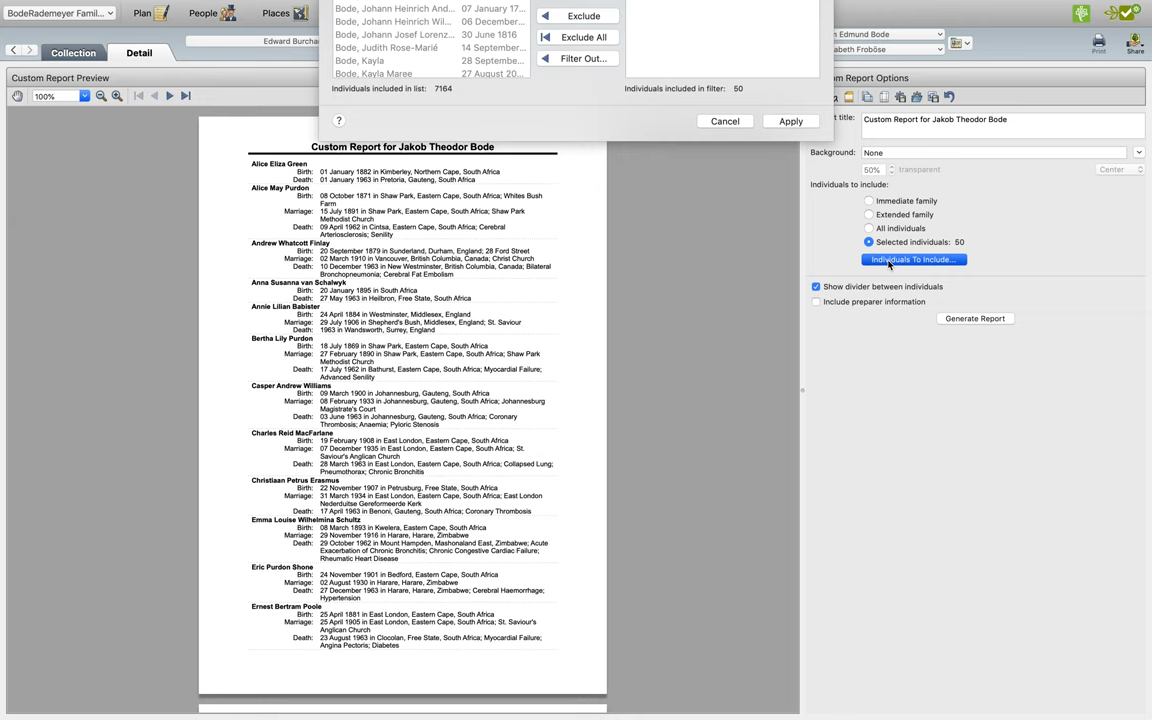 BodeRademeyer Famil...
Plan
People
Places
Collection
Detail
Edward Burcha
n Edmund Bode
abeth Froböse
Print
Share
Bode, Johann Heinrich And... 07 January 17...
Bode, Johann Heinrich Wil... 06 December...
Bode, Johann Josef Lorenz... 30 June 1816
Bode, Judith Rose-Marié 14 September...
Bode, Kayla 28 Septembe...
Bode, Kayla Maree 27 August 20...
Exclude
Exclude All
Filter Out...
Individuals included in list: 7164
Individuals included in filter: 50
?
Cancel
Apply
Custom Report Preview
100%
Custom Report for Jakob Theodor Bode
Alice Eliza Green
Birth: 01 January 1882 in Kimberley, Northern Cape, South Africa
Death: 01 January 1963 in Pretoria, Gauteng, South Africa
Alice May Purdon
Birth: 08 October 1871 in Shaw Park, Eastern Cape, South Africa; Whites Bush
Farm
Marriage: 15 July 1891 in Shaw Park, Eastern Cape, South Africa; Shaw Park
Methodist Church
Death: 09 April 1962 in Cintsa, Eastern Cape, South Africa; Cerebral
Arteriosclerosis; Senility
Andrew Whatcott Finlay
Birth: 20 September 1879 in Sunderland, Durham, England; 28 Ford Street
Marriage: 02 March 1910 in Vancouver, British Columbia, Canada; Christ Church
Death: 10 December 1963 in New Westminster, British Columbia, Canada; Bilateral
Bronchopneumonia; Cerebral Fat Embolism
Anna Susanna van Schalwyk
Birth: 20 January 1895 in South Africa
Death: 27 May 1963 in Heilbron, Free State, South Africa
Annie Lilian Babister
Birth: 24 April 1884 in Westminster, Middlesex, England
Marriage: 29 July 1906 in Shepherd's Bush, Middlesex, England; St. Saviour
Death: 1963 in Wandsworth, Surrey, England
Bertha Lily Purdon
Birth: 18 July 1869 in Shaw Park, Eastern Cape, South Africa
Marriage: 27 February 1890 in Shaw Park, Eastern Cape, South Africa; Shaw Park
Methodist Church
Death: 17 July 1962 in Bathurst, Eastern Cape, South Africa; Myocardial Failure;
Advanced Senility
Casper Andrew Williams
Birth: 09 March 1900 in Johannesburg, Gauteng, South Africa
Marriage: 08 February 1933 in Johannesburg, Gauteng, South Africa; Johannesburg
Magistrate's Court
Death: 03 June 1963 in Johannesburg, Gauteng, South Africa; Coronary
Thrombosis; Anaemia; Pyloric Stenosis
Charles Reid MacFarlane
Birth: 19 February 1908 in East London, Eastern Cape, South Africa
Marriage: 07 December 1935 in East London, Eastern Cape, South Africa; St.
Saviour's Anglican Church
Death: 28 March 1963 in East London, Eastern Cape, South Africa; Collapsed Lung;
Pneumothorax; Chronic Bronchitis
Christiaan Petrus Erasmus
Birth: 22 November 1907 in Petrusburg, Free State, South Africa
Marriage: 31 March 1934 in East London, Eastern Cape, South Africa; East London
Nederduitse Gereformeerde Kerk
Death: 17 April 1963 in Benoni, Gauteng, South Africa; Coronary Thrombosis
Emma Louise Wilhelmina Schultz
Birth: 08 March 1893 in Kwelera, Eastern Cape, South Africa
Marriage: 29 November 1916 in Harare, Harare, Zimbabwe
Death: 29 October 1962 in Mount Hampden, Mashonaland East, Zimbabwe; Acute
Exacerbation of Chronic Bronchitis; Chronic Congestive Cardiac Failure;
Rheumatic Heart Disease
Eric Purdon Shone
Birth: 24 November 1901 in Bedford, Eastern Cape, South Africa
Marriage: 02 August 1930 in Harare, Harare, Zimbabwe
Death: 27 December 1963 in Harare, Harare, Zimbabwe; Cerebral Haemorrhage;
Hypertension
Ernest Bertram Poole
Birth: 25 April 1881 in East London, Eastern Cape, South Africa
Marriage: 25 April 1905 in East London, Eastern Cape, South Africa; St. Saviour's
Anglican Church
Death: 23 August 1963 in Clocolan, Free State, South Africa; Myocardial Failure;
Angina Pectoris; Diabetes
om Report Options
t title: Custom Report for Jakob Theodor Bode
Background: None
50% transparent Center
Individuals to include:
Immediate family
Extended family
All individuals
Selected individuals: 50
Individuals To Include...
Show divider between individuals
Include preparer information
Generate Report